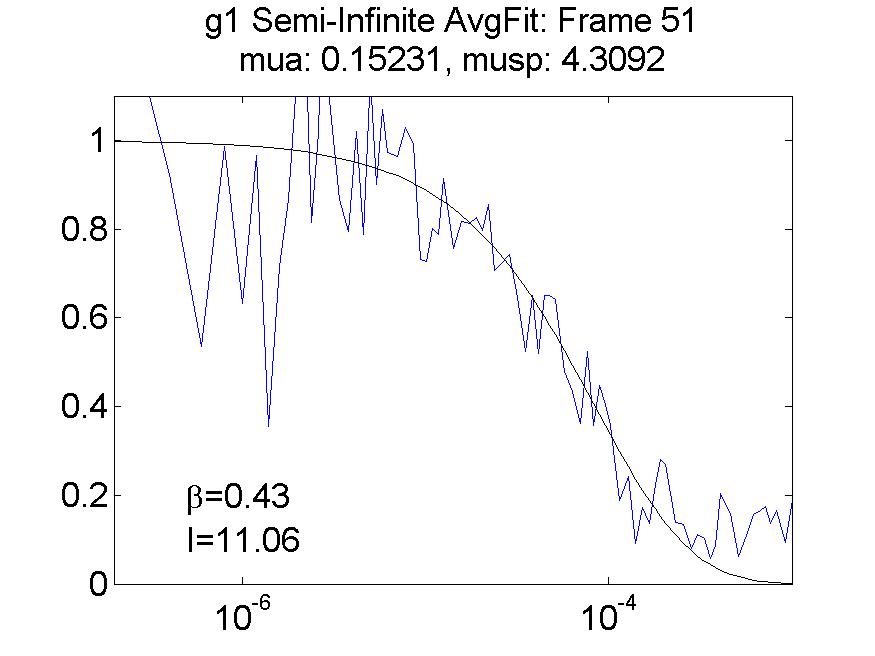 g1 Semi-Infinite AvgFit: Frame 51
mua: 0.15231, musp: 4.3092
1
0.8
0.6
0.4
0.2
0
β=0.43
I=11.06
10^-6
10^-4